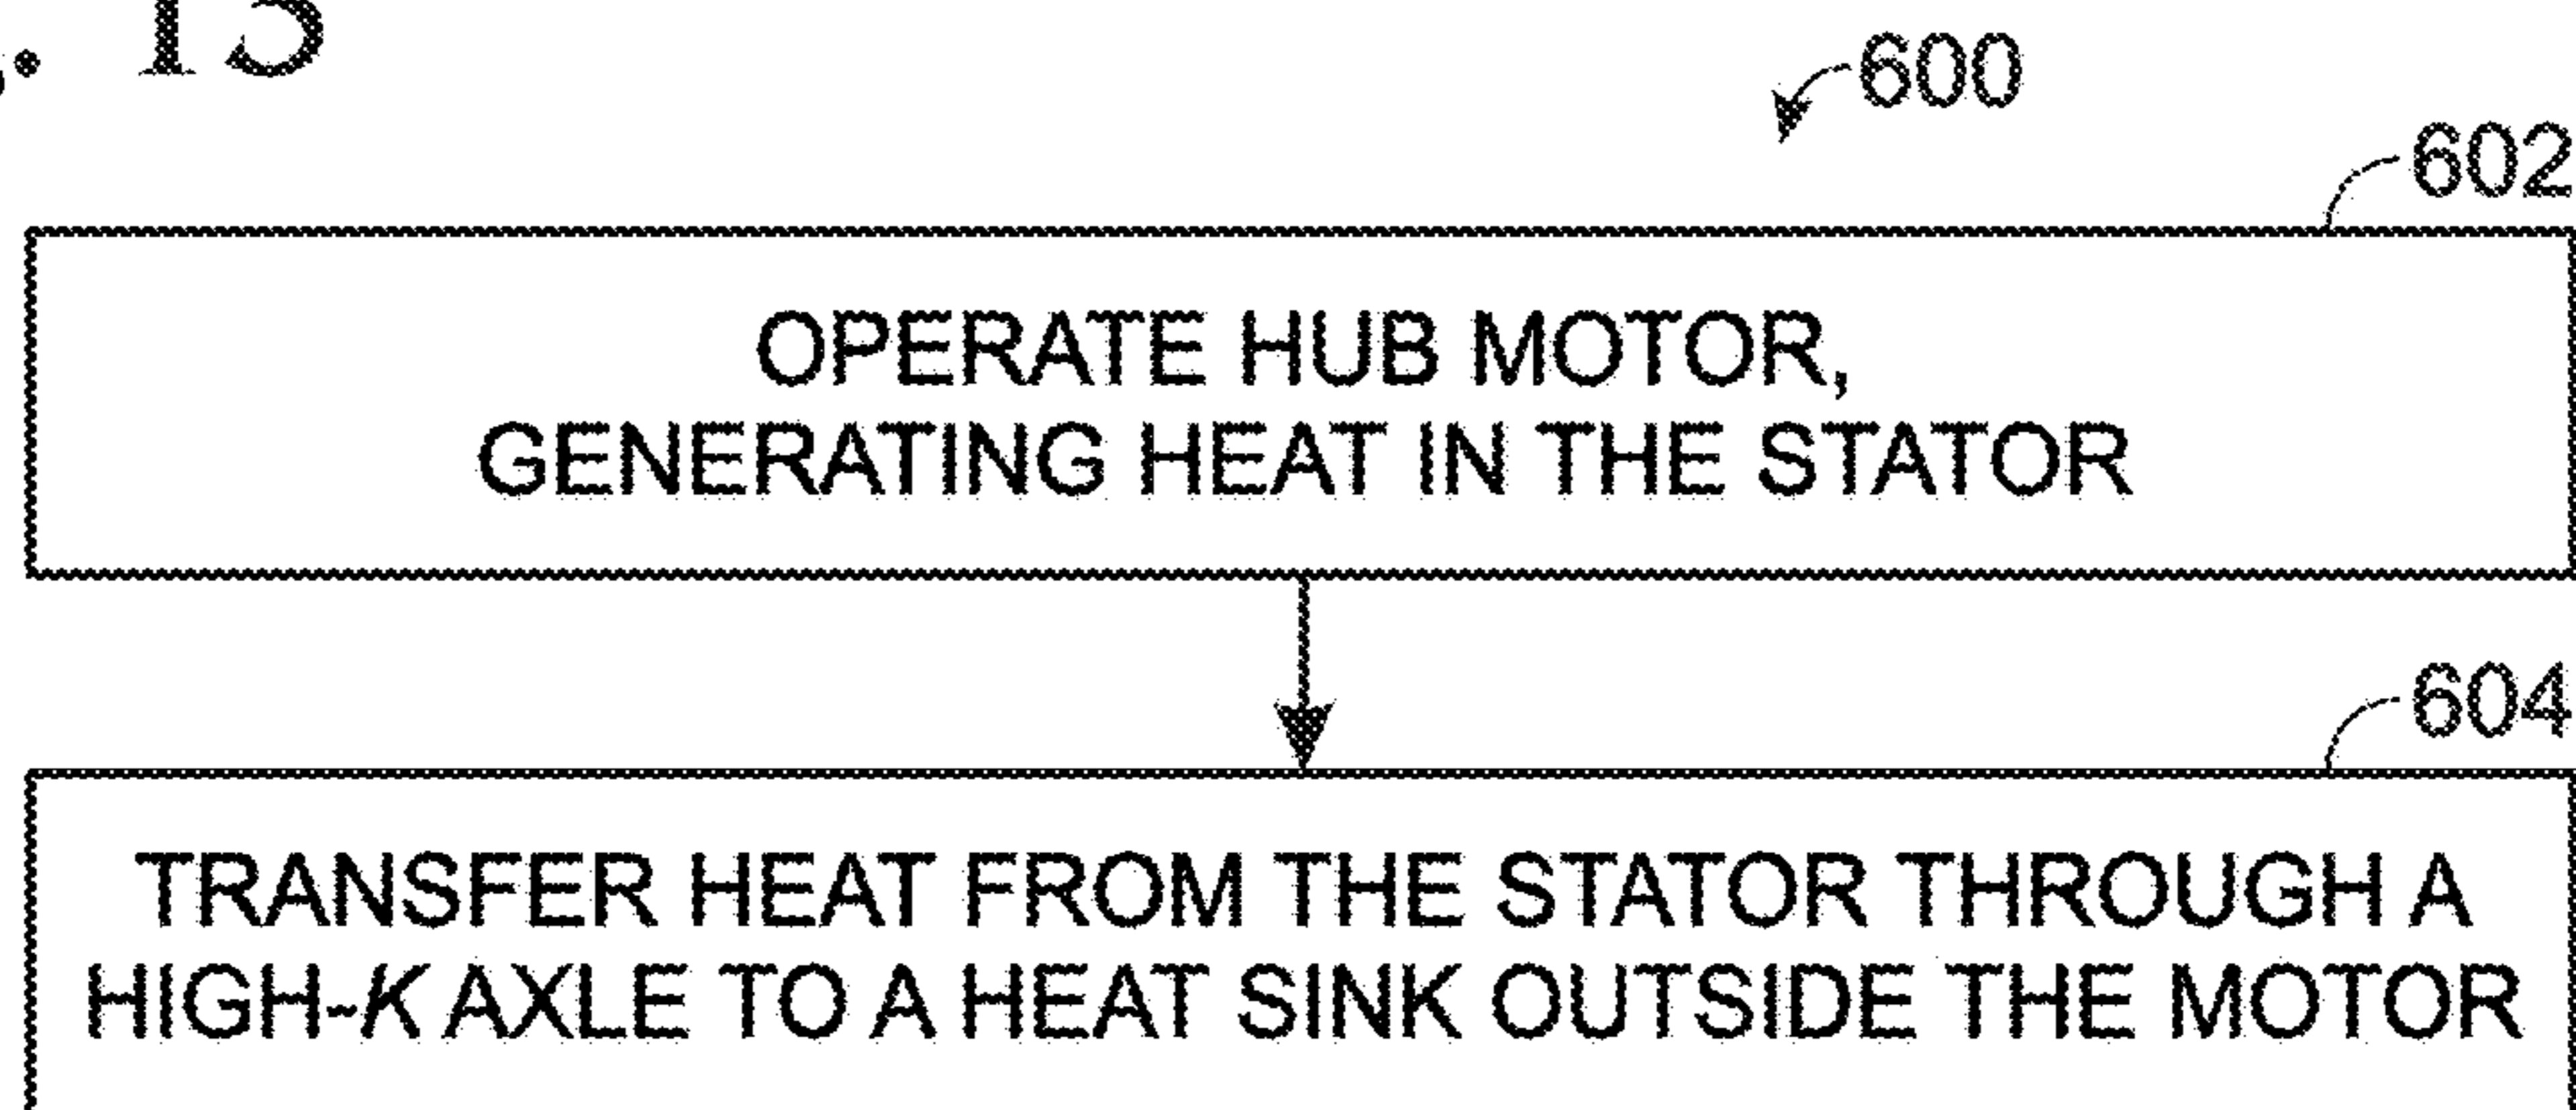 . 13
600
602
OPERATE HUB MOTOR,
GENERATING HEAT IN THE STATOR
604
TRANSFER HEAT FROM THE STATOR THROUGH A
HIGH-K AXLE TO A HEAT SINK OUTSIDE THE MOTOR